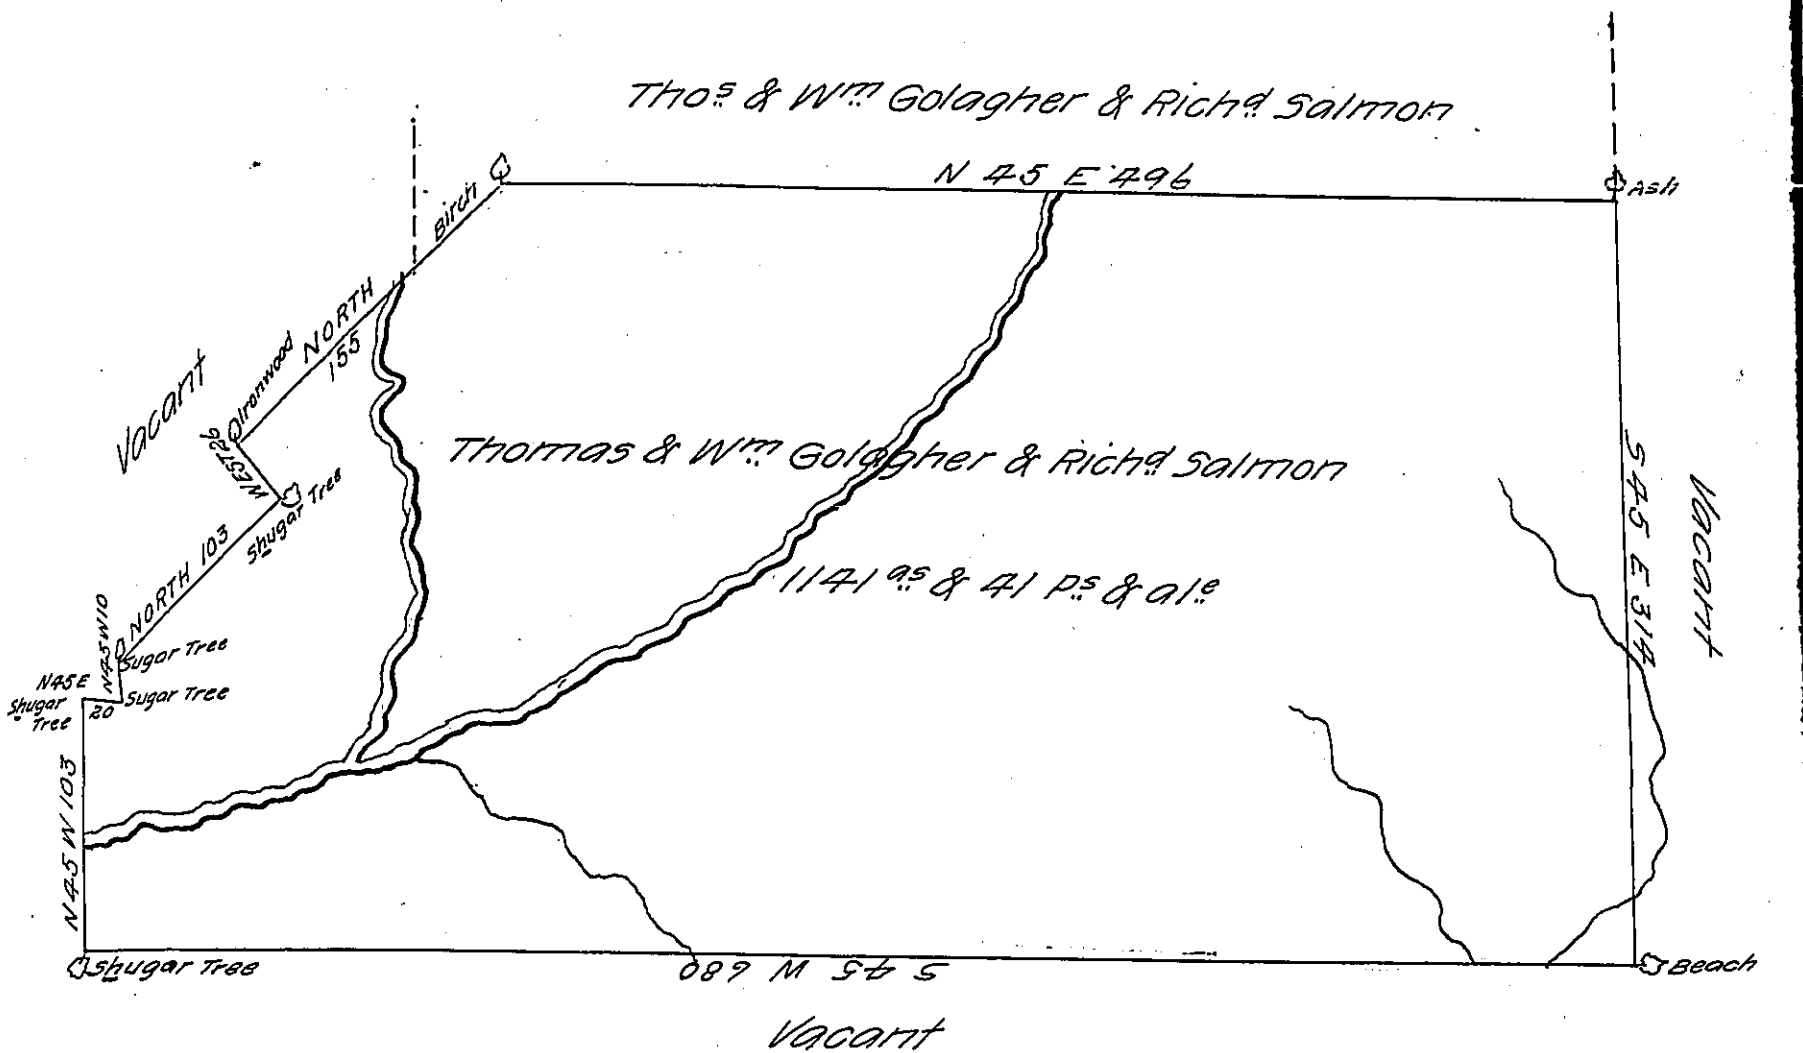 Thos & Wm Golagher & Richd Salmon
N 45 E 496
Ash
Birch
NORTH
155
Ironwood
Vacant
WEST 26
Shugar Tree
NORTH 103
Thomas & Wm Golagher & Richd Salmon
1141 as & 41 ps & ale
S 45 E 314
Vacant
N45W10
Sugar Tree
N45E
20
Sugar Tree
Shugar
Tree
N45 W 103
Shugar Tree
S 45 W 680
Beach
Vacant